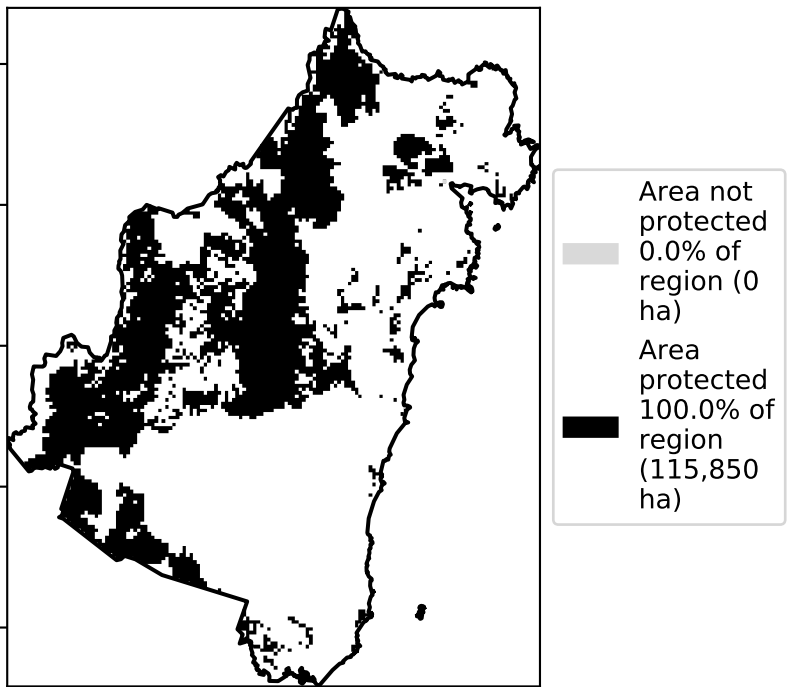 Area not
protected
0.0% of
region (0
ha)
Area
protected
100.0% of
region
(115,850
ha)